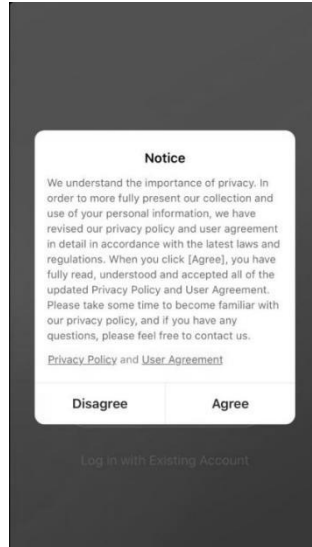 Notice
We understand the importance of privacy. In
order to more fully present our collection and
use of your personal information, we have
revised our privacy policy and user agreement
in detail in accordance with the latest laws and
regulations. When you click [Agree], you have
fully read, understood and accepted all of the
updated Privacy Policy and User Agreement.
Please take some time to become familiar with
our privacy policy, and if you have any
questions, please feel free to contact us.
Privacy Policy and User Agreement
Disagree Agree
Log in with Existing Account